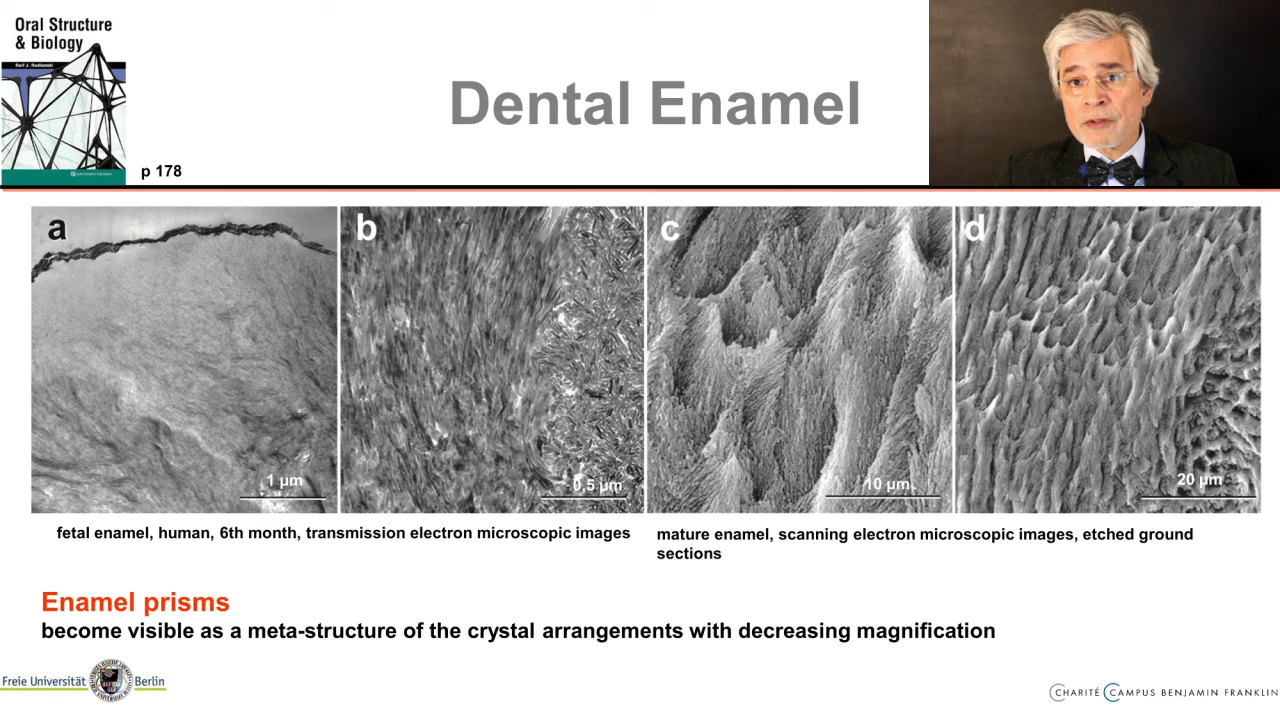 Oral Structure
& Biology
Ralf J. Radlanski
p 178
Dental Enamel
a
b
c
d
1 µm
0,5 µm
10 µm
20 µm
fetal enamel, human, 6th month, transmission electron microscopic images
mature enamel, scanning electron microscopic images, etched ground
sections
Enamel prisms
become visible as a meta-structure of the crystal arrangements with decreasing magnification
Freie Universität Berlin
CHARITÉ CAMPUS BENJAMIN FRANKLIN